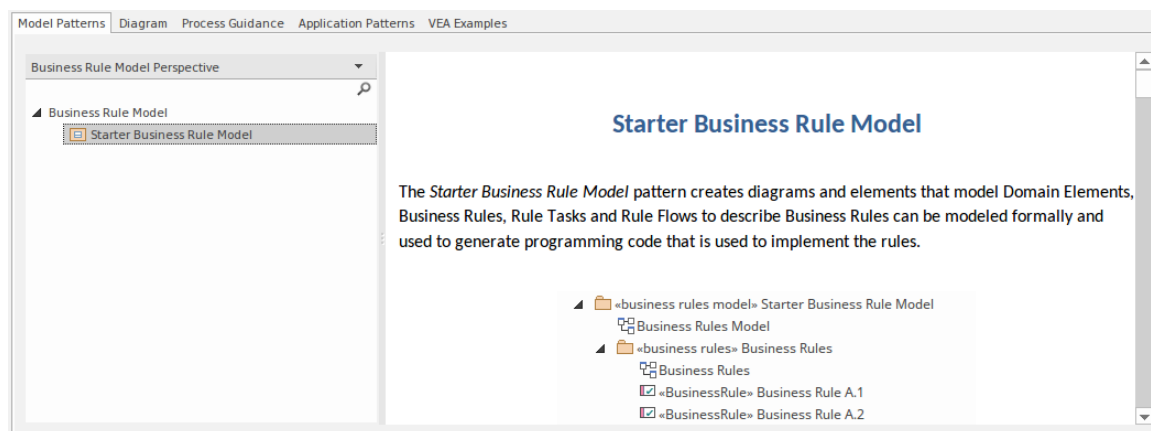 Model Patterns Diagram Process Guidance Application Patterns VEA Examples
Business Rule Model Perspective
Business Rule Model
Starter Business Rule Model
Starter Business Rule Model
The Starter Business Rule Model pattern creates diagrams and elements that model Domain Elements,
Business Rules, Rule Tasks and Rule Flows to describe Business Rules can be modeled formally and
used to generate programming code that is used to implement the rules.
«business rules model» Starter Business Rule Model
Business Rules Model
«business rules» Business Rules
Business Rules
«BusinessRule» Business Rule A.1
«BusinessRule» Business Rule A.2